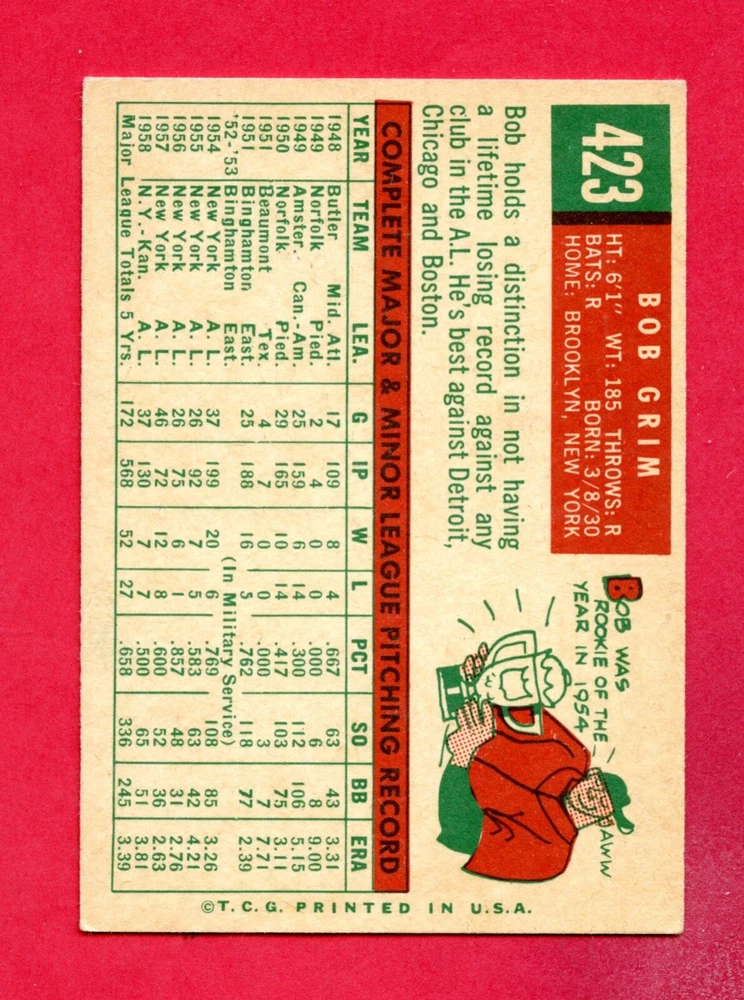 423
BOB GRIM
HT: 6'1" WT: 185 THROWS: R
BATS: R BORN: 3/8/30
HOME: BROOKLYN, NEW YORK
Bob holds a distinction in not having
a lifetime losing record against any
club in the A.L. He's best against Detroit,
Chicago and Boston.
BOB WAS
ROOKIE OF THE
YEAR IN 1954
AWW
COMPLETE MAJOR & MINOR LEAGUE PITCHING RECORD
YEAR TEAM LEA. G IP W L PCT SO BB ERA
1948 Butler Mid. Atl. 17 109 8 4 .667 63 43 3.31
1949 Norfolk Pied. 2 4 0 0 .000 6 8 9.00
1949 Amster. Can.-Am. 25 159 6 14 .300 112 106 5.15
1950 Norfolk Pied. 29 165 10 14 .417 103 75 3.11
1951 Beaumont Tex. 4 7 0 0 .000 3 7 7.71
1951 Binghamton East. 25 188 16 5 .762 118 77 2.39
'52-'53 Binghamton East. (In Military Service)
1954 New York A. L. 37 199 20 6 .769 108 85 3.26
1955 New York A. L. 26 92 7 5 .583 63 42 4.21
1956 New York A. L. 26 75 6 1 .857 48 31 2.76
1957 New York A. L. 46 72 12 8 .600 52 36 2.63
1958 N.Y.-Kan. A. L. 37 130 7 7 .500 65 51 3.81
Major League Totals 5 Yrs. 172 568 52 27 .658 336 245 3.39
©T.C.G. PRINTED IN U.S.A.